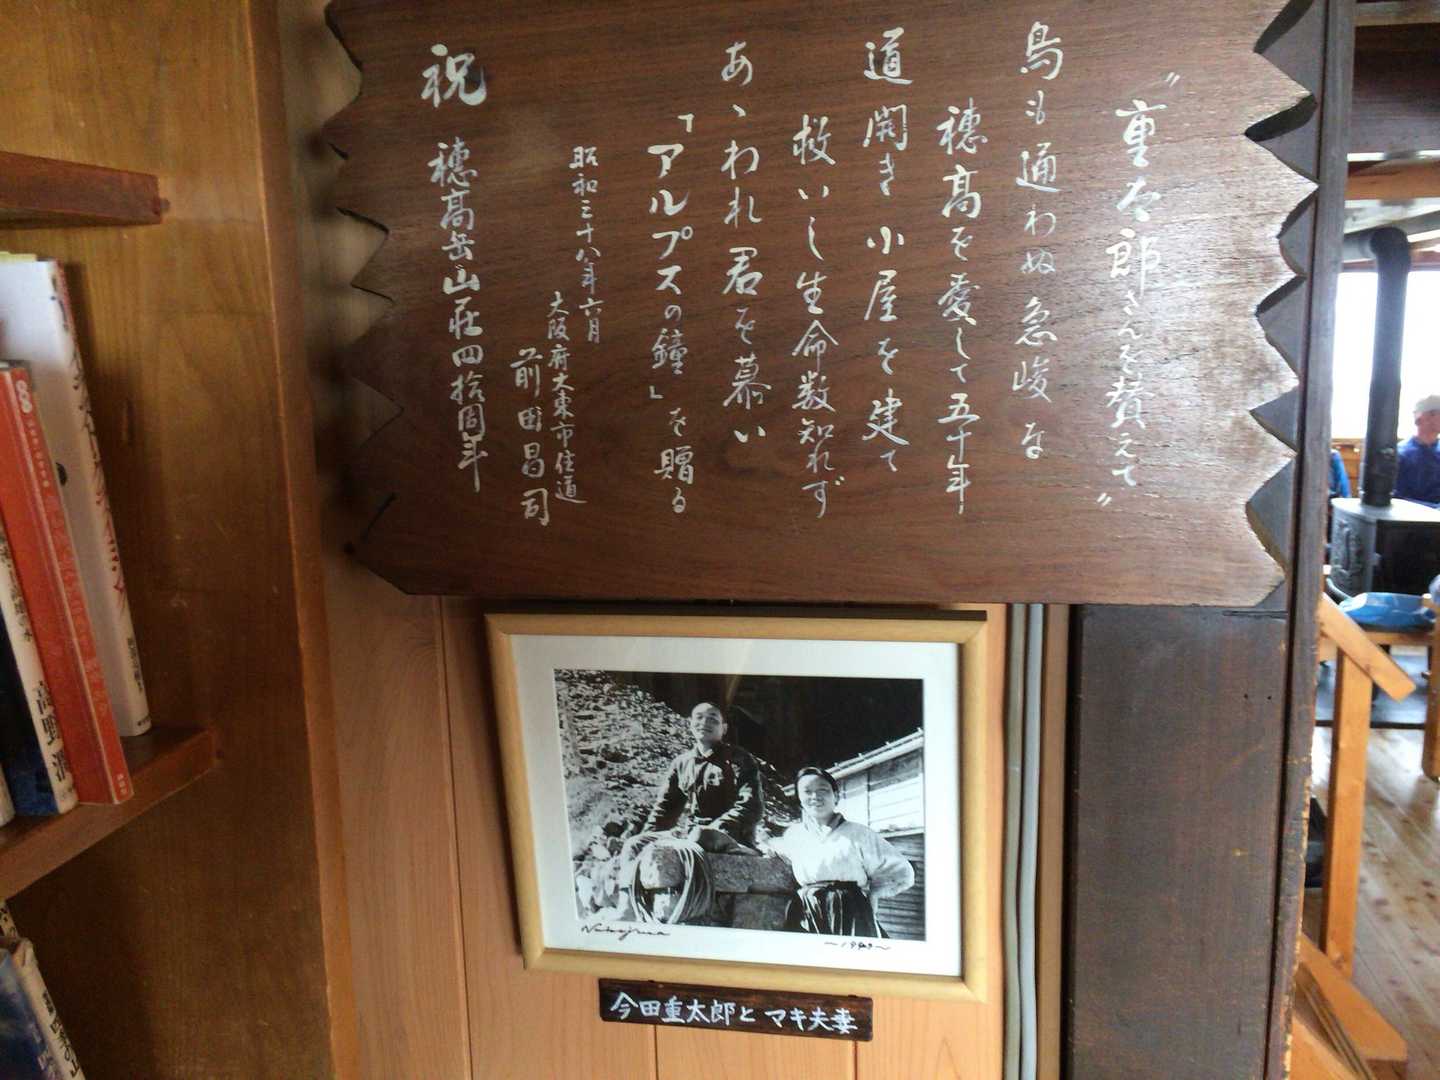 〝重太郎さんを賛えて〟
鳥も通わぬ急峻な
穂高を愛して五十年
道開き小屋を建て
救いし生命数知れず
あゝわれ君を慕い
「アルプスの鐘」を贈る
昭和三十八年六月
大阪府大東市住道
前田昌司
祝 穂高岳山荘四拾周年
今田重太郎と マキ夫妻